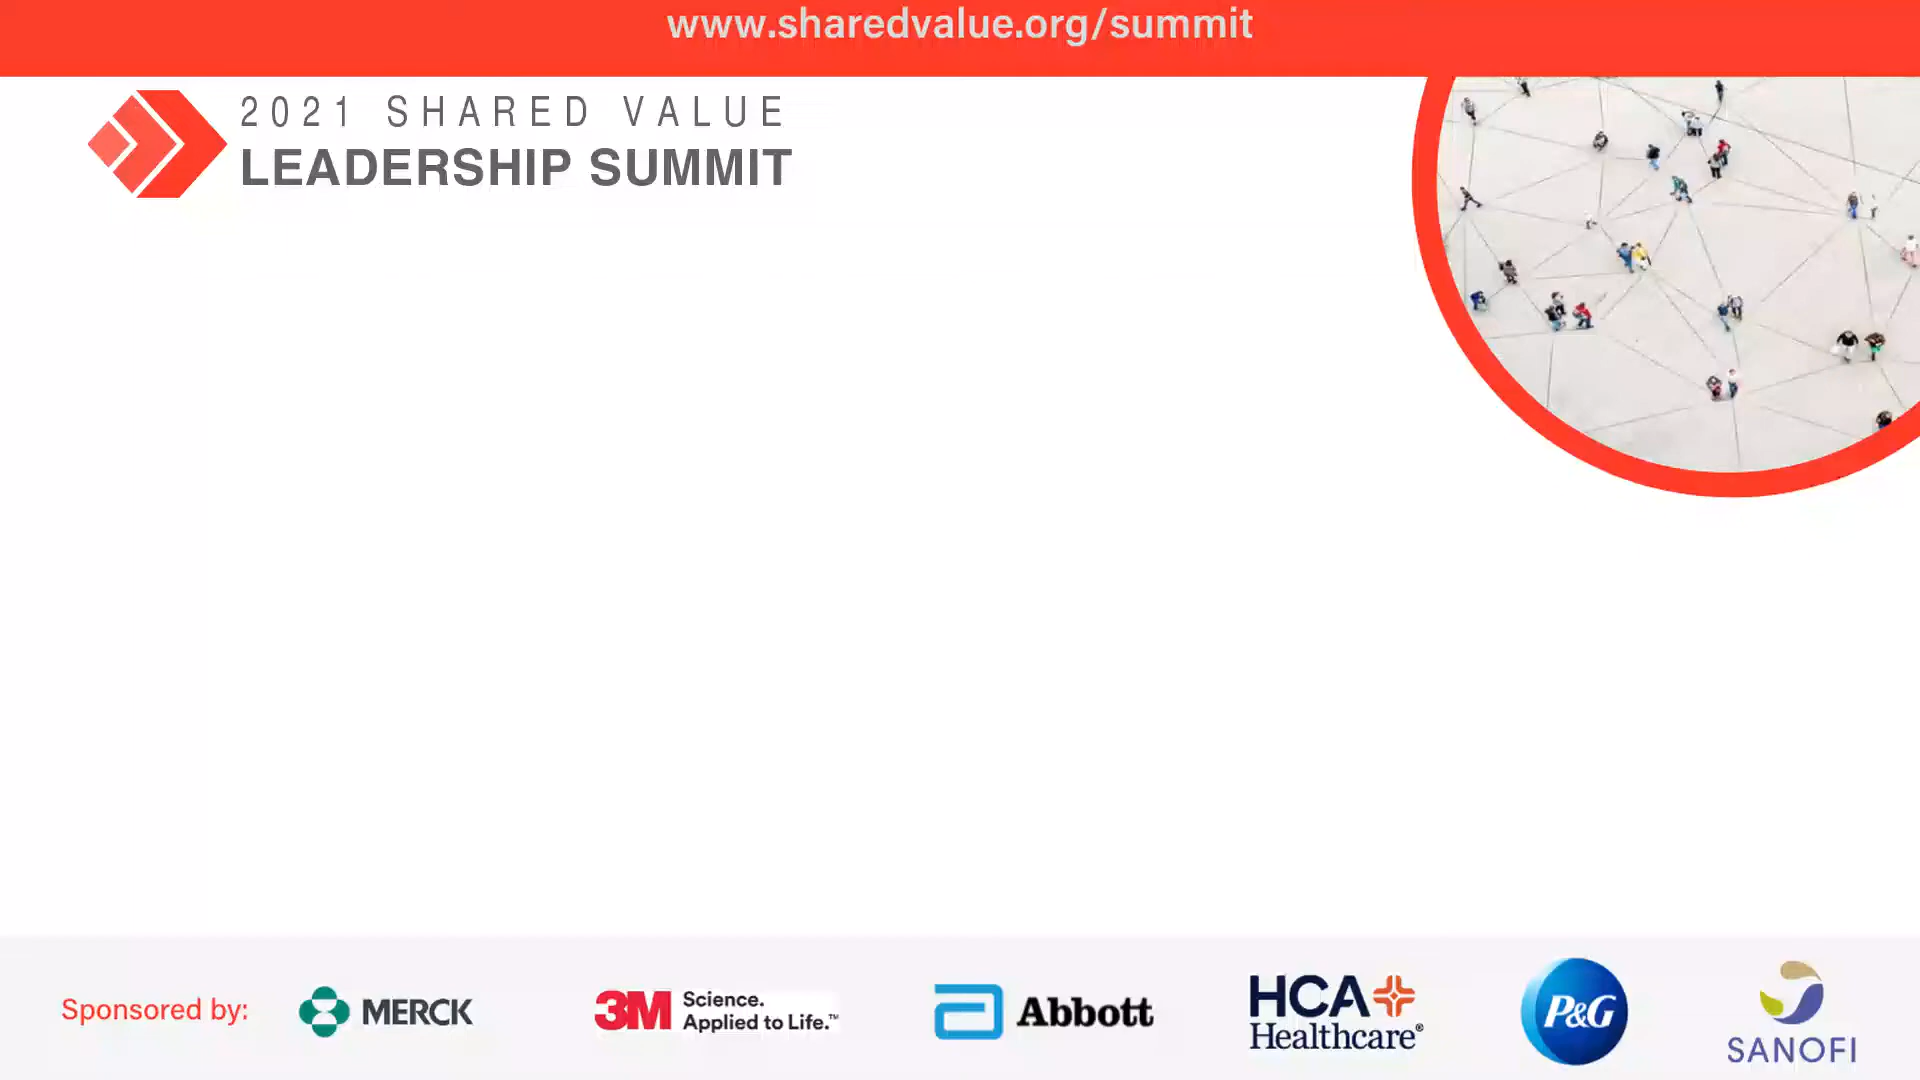 www.sharedvalue.org/summit
2021 SHARED VALUE
LEADERSHIP SUMMIT
Sponsored by:
MERCK
3M
Science.
Applied to Life.™
Abbott
HCA
Healthcare®
P&G
SANOFI